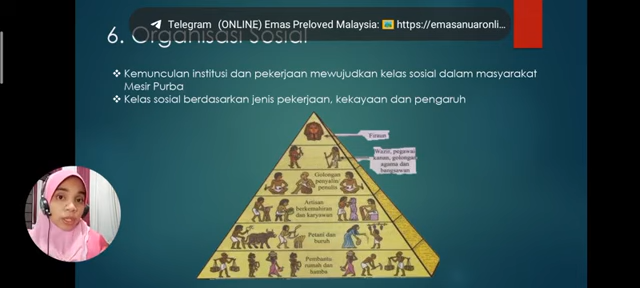 Telegram (ONLINE) Emas Preloved Malaysia: https://emasanuaronli...
6. Organisasi Sosial
❖ Kemunculan institusi dan pekerjaan mewujudkan kelas sosial dalam masyarakat
Mesir Purba
❖ Kelas sosial berdasarkan jenis pekerjaan, kekayaan dan pengaruh
Firaun
Wazir, pegawai
kanan, golongan
agama dan
bangsawan
Golongan
penyalin/
penulis
Artisan
berkemahiran
dan karyawan
Petani dan
buruh
Pembantu
rumah dan
hamba